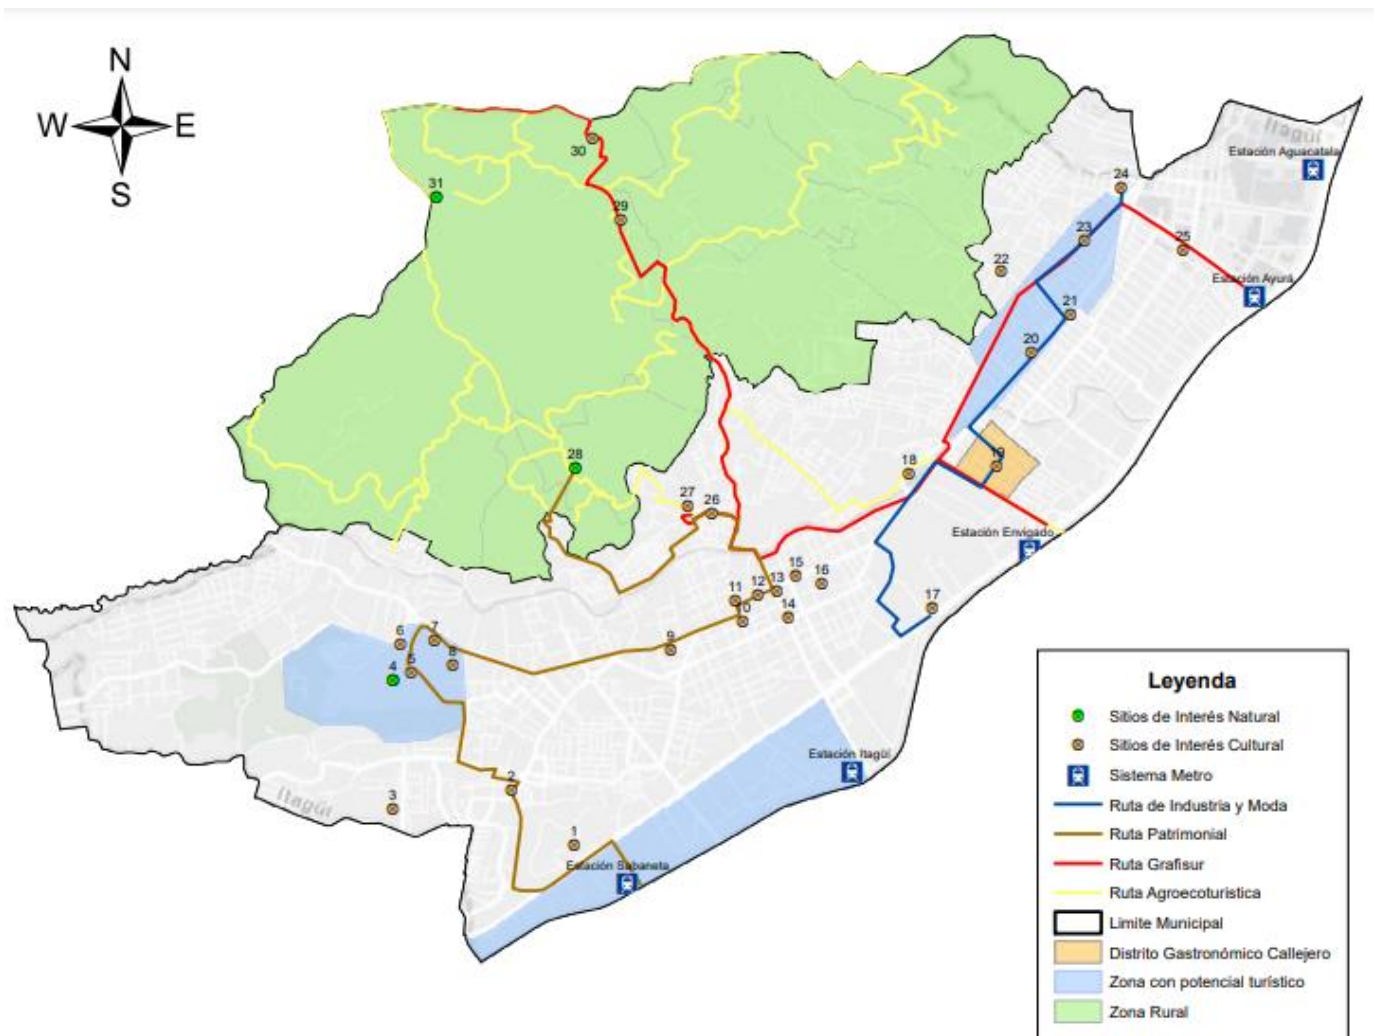 N
W E
S
Itagüí
Estación Aguacatala
24
31
30
29
23
25
22
Estación Ayurá
21
20
28
18
19
27
26
Estación Envigado
15
16
13
12
11
14
10
17
9
7
6
8
5
4
Estación Itagüí
2
3
Itagüí
1
Estación Sabaneta
Leyenda
Sitios de Interés Natural
Sitios de Interés Cultural
Sistema Metro
Ruta de Industria y Moda
Ruta Patrimonial
Ruta Grafisur
Ruta Agroecoturistica
Limite Municipal
Distrito Gastronómico Callejero
Zona con potencial turístico
Zona Rural